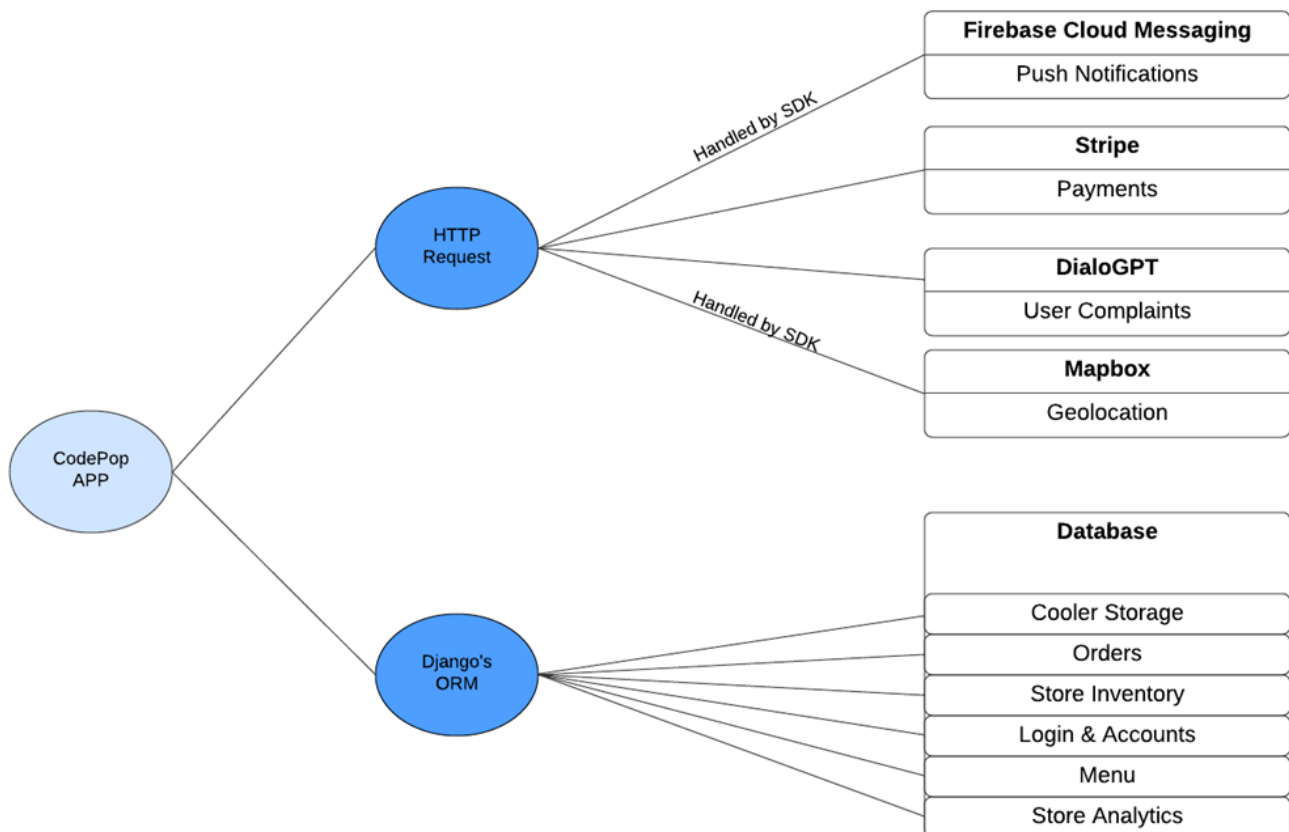 Firebase Cloud Messaging
Push Notifications
Handled by SDK
Stripe
Payments
HTTP
Request
DialoGPT
User Complaints
Handled by SDK
Mapbox
Geolocation
CodePop
APP
Database
Cooler Storage
Orders
Django's
ORM
Store Inventory
Login & Accounts
Menu
Store Analytics